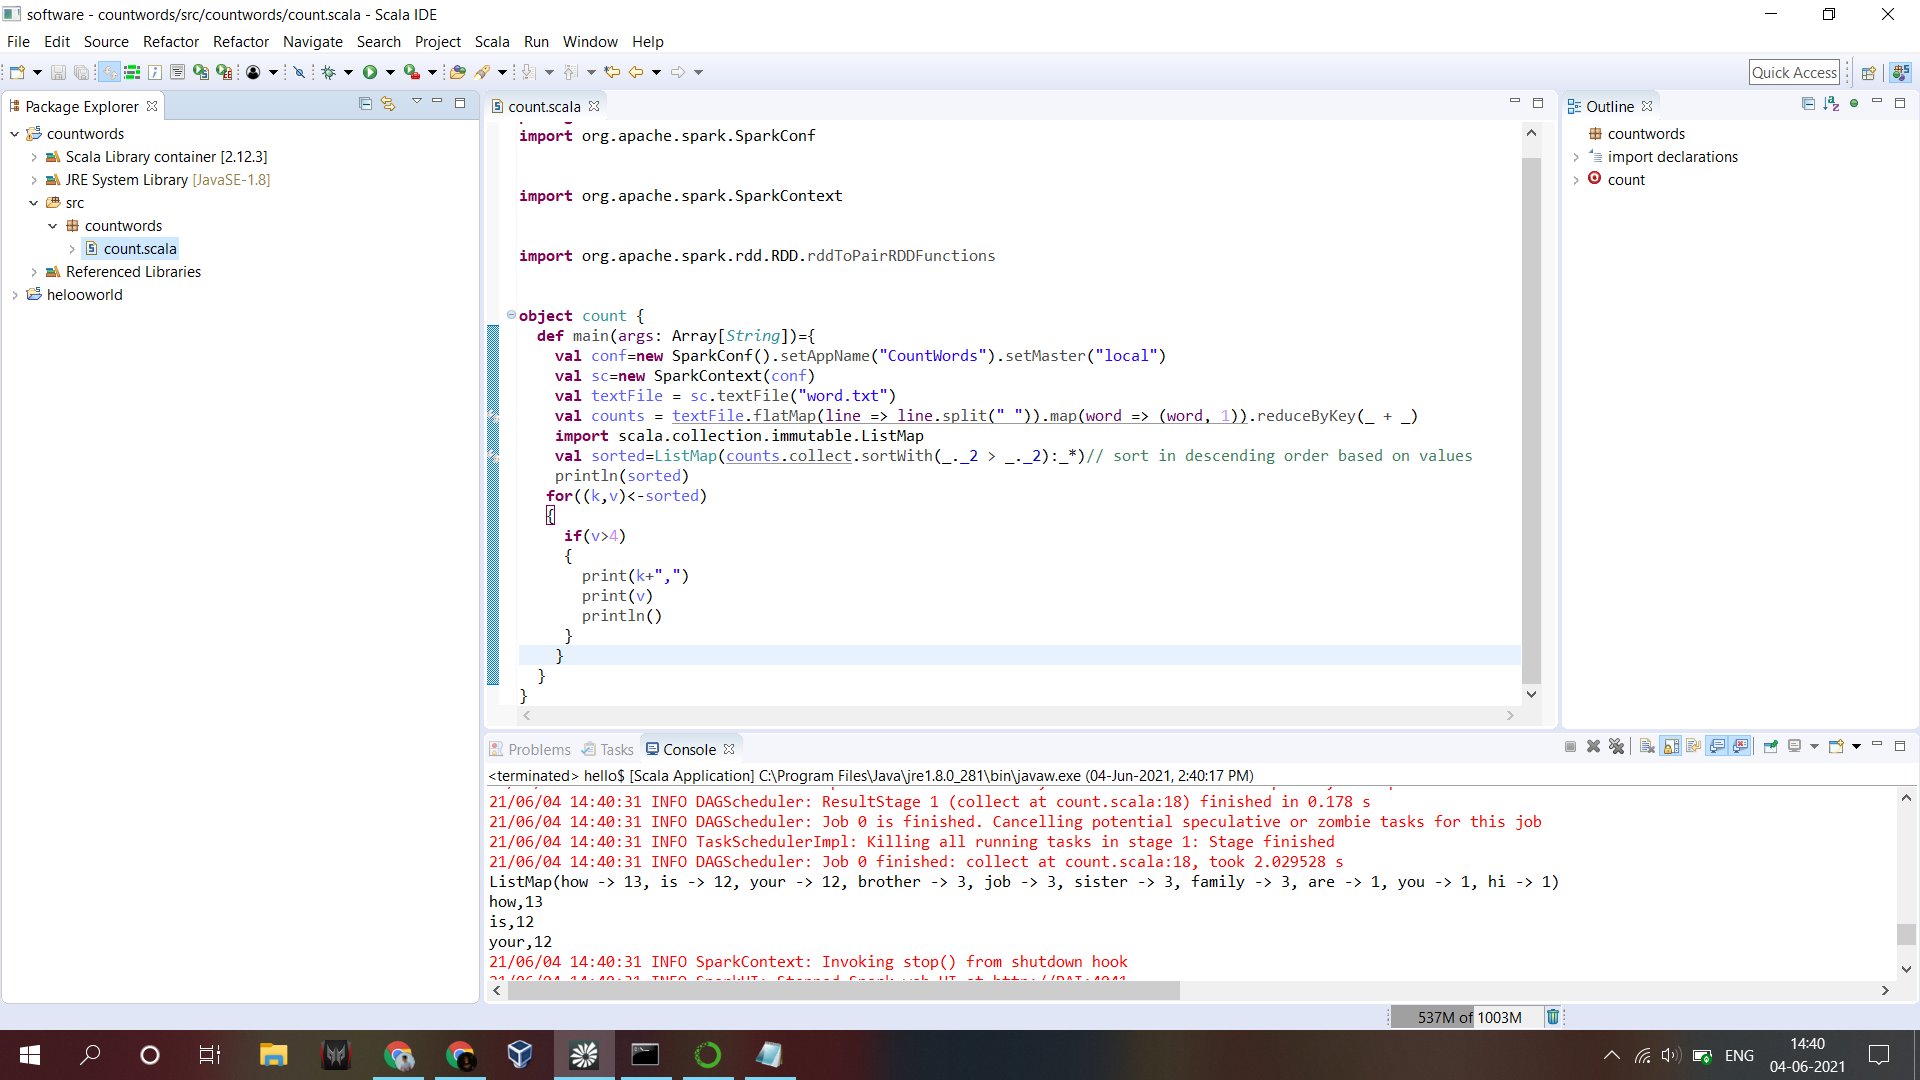 software - countwords/src/countwords/count.scala - Scala IDE
File Edit Source Refactor Refactor Navigate Search Project Scala Run Window Help
Quick Access
Package Explorer
countwords
Scala Library container [2.12.3]
JRE System Library [JavaSE-1.8]
src
countwords
count.scala
Referenced Libraries
helooworld
count.scala
import org.apache.spark.SparkConf
import org.apache.spark.SparkContext
import org.apache.spark.rdd.RDD.rddToPairRDDFunctions
object count {
def main(args: Array[String])={
val conf=new SparkConf().setAppName("CountWords").setMaster("local")
val sc=new SparkContext(conf)
val textFile = sc.textFile("word.txt")
val counts = textFile.flatMap(line => line.split(" ")).map(word => (word, 1)).reduceByKey(_ + _)
import scala.collection.immutable.ListMap
val sorted=ListMap(counts.collect.sortWith(_._2 > _._2):_*)// sort in descending order based on values
println(sorted)
for((k,v)<-sorted)
{
if(v>4)
{
print(k+",")
print(v)
println()
}
}
}
}
Outline
countwords
import declarations
count
Problems Tasks Console
<terminated> hello$ [Scala Application] C:\Program Files\Java\jre1.8.0_281\bin\javaw.exe (04-Jun-2021, 2:40:17 PM)
21/06/04 14:40:31 INFO DAGScheduler: ResultStage 1 (collect at count.scala:18) finished in 0.178 s
21/06/04 14:40:31 INFO DAGScheduler: Job 0 is finished. Cancelling potential speculative or zombie tasks for this job
21/06/04 14:40:31 INFO TaskSchedulerImpl: Killing all running tasks in stage 1: Stage finished
21/06/04 14:40:31 INFO DAGScheduler: Job 0 finished: collect at count.scala:18, took 2.029528 s
ListMap(how -> 13, is -> 12, your -> 12, brother -> 3, job -> 3, sister -> 3, family -> 3, are -> 1, you -> 1, hi -> 1)
how,13
is,12
your,12
21/06/04 14:40:31 INFO SparkContext: Invoking stop() from shutdown hook
537M of 1003M
ENG
14:40
04-06-2021